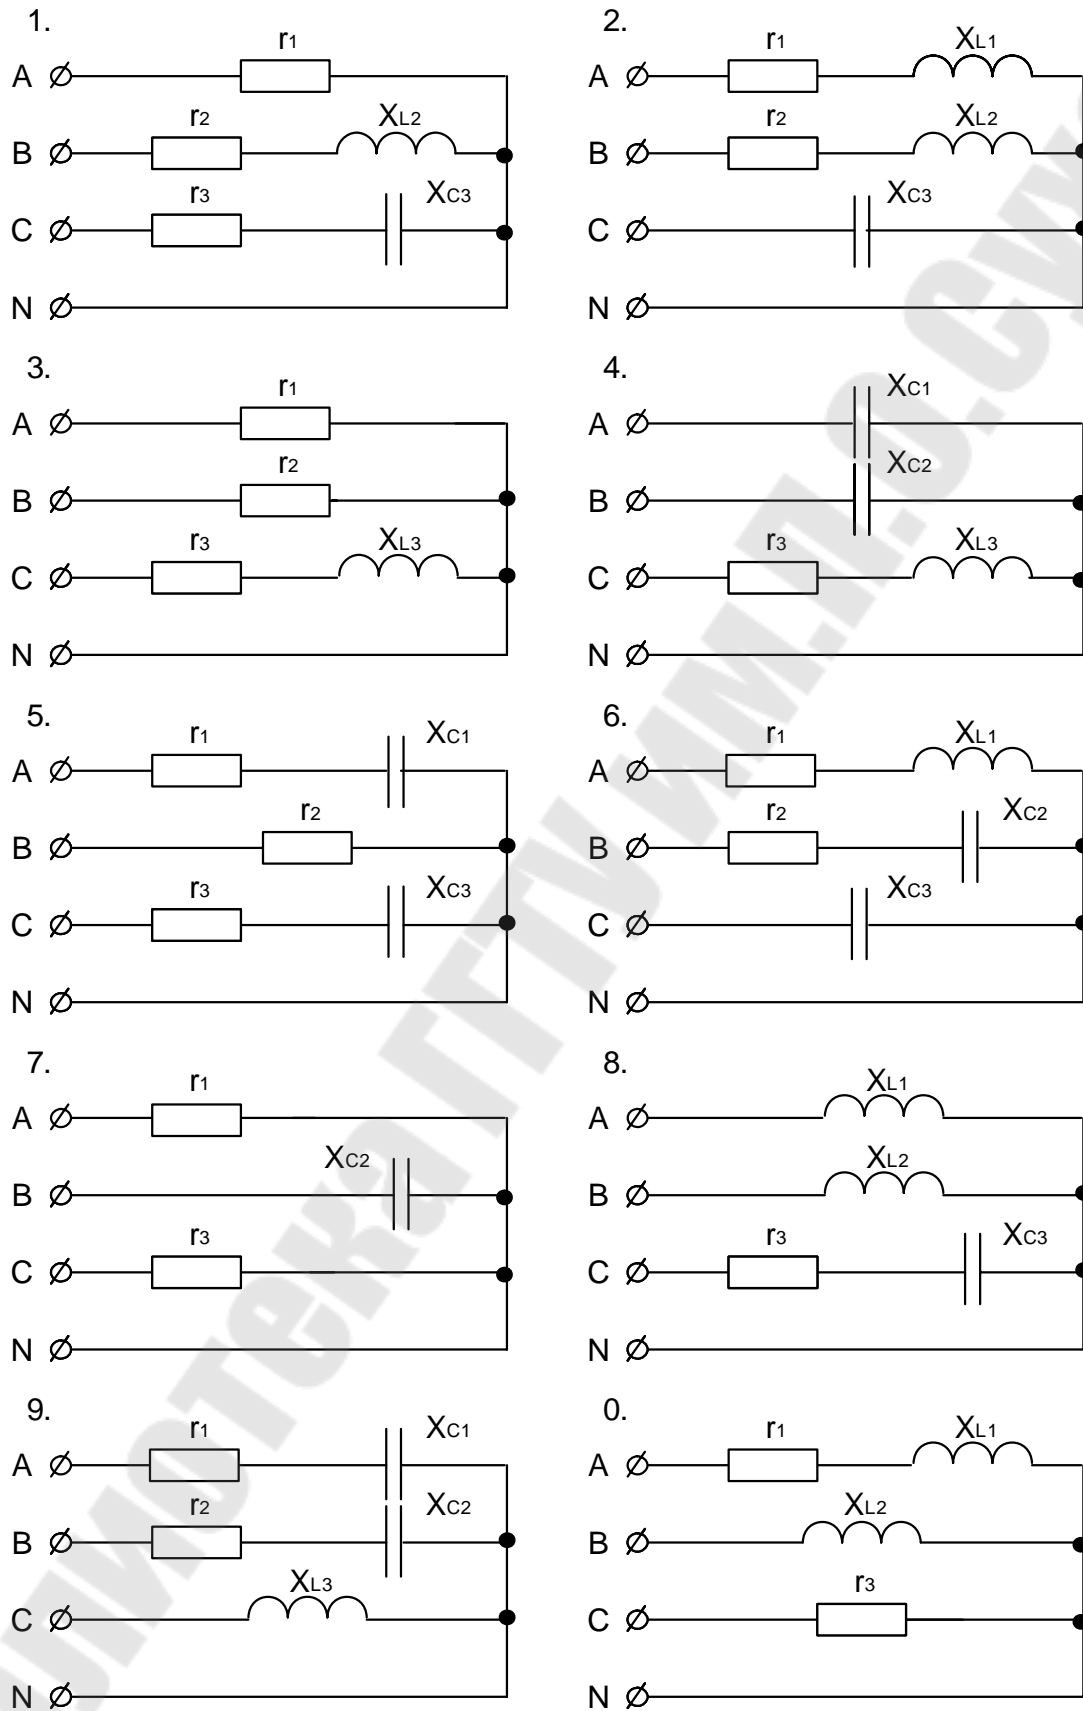 1.
r1
A
r2 XL2
B
r3 XC3
C
N
2.
r1 XL1
A
r2 XL2
B
XC3
C
N
3.
r1
A
r2
B
r3 XL3
C
N
4.
XC1
A
XC2
B
r3 XL3
C
N
5.
r1 XC1
A
r2
B
r3 XC3
C
N
6.
r1 XL1
A
r2 XC2
B
XC3
C
N
7.
r1
A
XC2
B
r3
C
N
8.
XL1
A
XL2
B
r3 XC3
C
N
9.
r1 XC1
A
r2 XC2
B
XL3
C
N
0.
r1 XL1
A
XL2
B
r3
C
N
ГГТУ им.П.О.